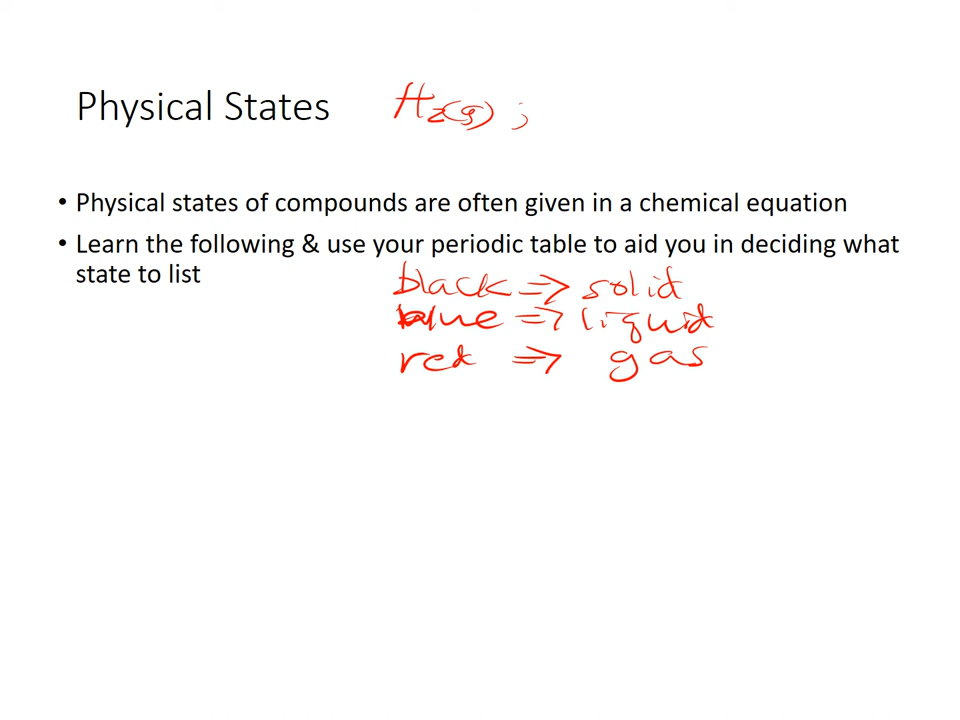 Physical States H2(g) ;
• Physical states of compounds are often given in a chemical equation
• Learn the following & use your periodic table to aid you in deciding what
state to list
black => solid
blue => liquid
red => gas